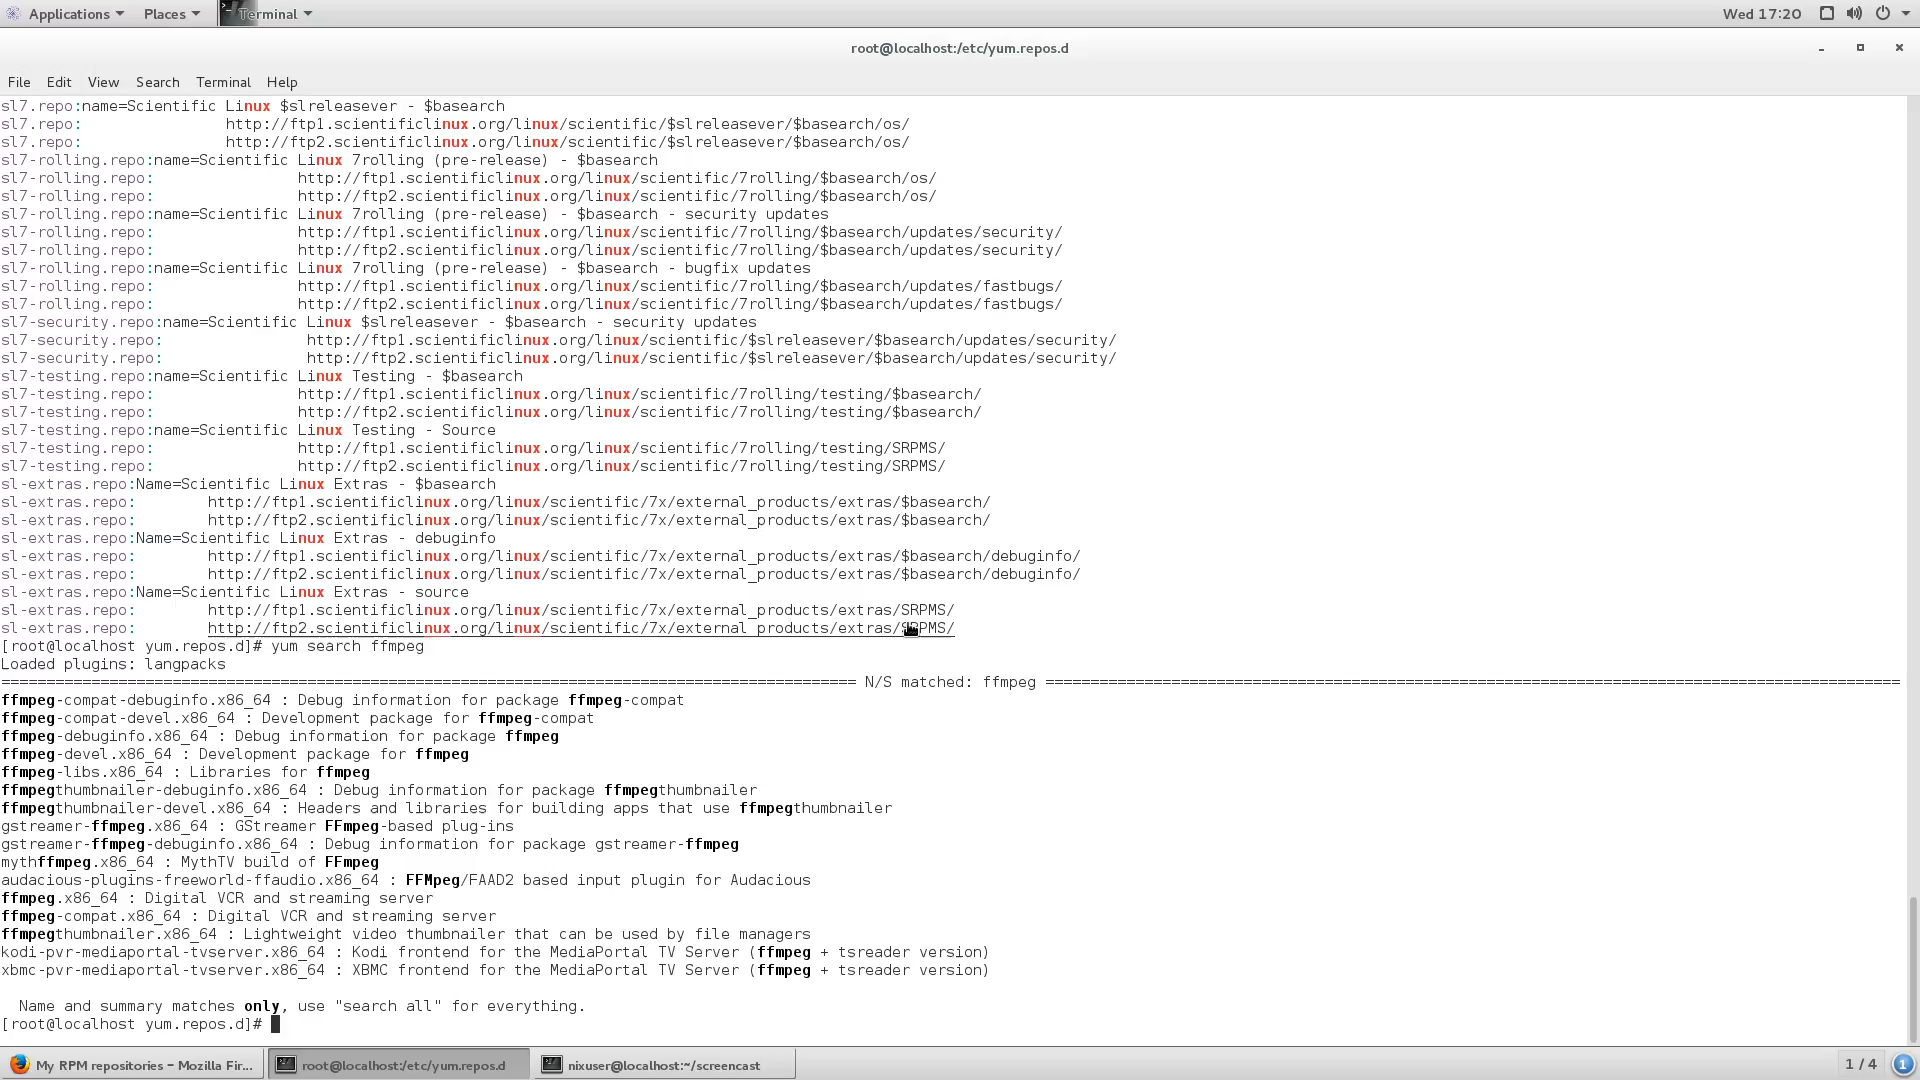 Applications Places Terminal Wed 17:20
root@localhost:/etc/yum.repos.d
File Edit View Search Terminal Help
sl7.repo:name=Scientific Linux $slreleasever - $basearch
sl7.repo:                http://ftp1.scientificlinux.org/linux/scientific/$slreleasever/$basearch/os/
sl7.repo:                http://ftp2.scientificlinux.org/linux/scientific/$slreleasever/$basearch/os/
sl7-rolling.repo:name=Scientific Linux 7rolling (pre-release) - $basearch
sl7-rolling.repo:                http://ftp1.scientificlinux.org/linux/scientific/7rolling/$basearch/os/
sl7-rolling.repo:                http://ftp2.scientificlinux.org/linux/scientific/7rolling/$basearch/os/
sl7-rolling.repo:name=Scientific Linux 7rolling (pre-release) - $basearch - security updates
sl7-rolling.repo:                http://ftp1.scientificlinux.org/linux/scientific/7rolling/$basearch/updates/security/
sl7-rolling.repo:                http://ftp2.scientificlinux.org/linux/scientific/7rolling/$basearch/updates/security/
sl7-rolling.repo:name=Scientific Linux 7rolling (pre-release) - $basearch - bugfix updates
sl7-rolling.repo:                http://ftp1.scientificlinux.org/linux/scientific/7rolling/$basearch/updates/fastbugs/
sl7-rolling.repo:                http://ftp2.scientificlinux.org/linux/scientific/7rolling/$basearch/updates/fastbugs/
sl7-security.repo:name=Scientific Linux $slreleasever - $basearch - security updates
sl7-security.repo:                http://ftp1.scientificlinux.org/linux/scientific/$slreleasever/$basearch/updates/security/
sl7-security.repo:                http://ftp2.scientificlinux.org/linux/scientific/$slreleasever/$basearch/updates/security/
sl7-testing.repo:name=Scientific Linux Testing - $basearch
sl7-testing.repo:                http://ftp1.scientificlinux.org/linux/scientific/7rolling/testing/$basearch/
sl7-testing.repo:                http://ftp2.scientificlinux.org/linux/scientific/7rolling/testing/$basearch/
sl7-testing.repo:name=Scientific Linux Testing - Source
sl7-testing.repo:                http://ftp1.scientificlinux.org/linux/scientific/7rolling/testing/SRPMS/
sl7-testing.repo:                http://ftp2.scientificlinux.org/linux/scientific/7rolling/testing/SRPMS/
sl-extras.repo:Name=Scientific Linux Extras - $basearch
sl-extras.repo:        http://ftp1.scientificlinux.org/linux/scientific/7x/external_products/extras/$basearch/
sl-extras.repo:        http://ftp2.scientificlinux.org/linux/scientific/7x/external_products/extras/$basearch/
sl-extras.repo:Name=Scientific Linux Extras - debuginfo
sl-extras.repo:        http://ftp1.scientificlinux.org/linux/scientific/7x/external_products/extras/$basearch/debuginfo/
sl-extras.repo:        http://ftp2.scientificlinux.org/linux/scientific/7x/external_products/extras/$basearch/debuginfo/
sl-extras.repo:Name=Scientific Linux Extras - source
sl-extras.repo:        http://ftp1.scientificlinux.org/linux/scientific/7x/external_products/extras/SRPMS/
sl-extras.repo:        http://ftp2.scientificlinux.org/linux/scientific/7x/external_products/extras/SRPMS/
[root@localhost yum.repos.d]# yum search ffmpeg
Loaded plugins: langpacks
=============================================================================================== N/S matched: ffmpeg ===============================================================================================
ffmpeg-compat-debuginfo.x86_64 : Debug information for package ffmpeg-compat
ffmpeg-compat-devel.x86_64 : Development package for ffmpeg-compat
ffmpeg-debuginfo.x86_64 : Debug information for package ffmpeg
ffmpeg-devel.x86_64 : Development package for ffmpeg
ffmpeg-libs.x86_64 : Libraries for ffmpeg
ffmpegthumbnailer-debuginfo.x86_64 : Debug information for package ffmpegthumbnailer
ffmpegthumbnailer-devel.x86_64 : Headers and libraries for building apps that use ffmpegthumbnailer
gstreamer-ffmpeg.x86_64 : GStreamer FFmpeg-based plug-ins
gstreamer-ffmpeg-debuginfo.x86_64 : Debug information for package gstreamer-ffmpeg
mythffmpeg.x86_64 : MythTV build of FFmpeg
audacious-plugins-freeworld-ffaudio.x86_64 : FFMpeg/FAAD2 based input plugin for Audacious
ffmpeg.x86_64 : Digital VCR and streaming server
ffmpeg-compat.x86_64 : Digital VCR and streaming server
ffmpegthumbnailer.x86_64 : Lightweight video thumbnailer that can be used by file managers
kodi-pvr-mediaportal-tvserver.x86_64 : Kodi frontend for the MediaPortal TV Server (ffmpeg + tsreader version)
xbmc-pvr-mediaportal-tvserver.x86_64 : XBMC frontend for the MediaPortal TV Server (ffmpeg + tsreader version)
  Name and summary matches only, use "search all" for everything.
[root@localhost yum.repos.d]#
My RPM repositories - Mozilla Fir... root@localhost:/etc/yum.repos.d nixuser@localhost:~/screencast 1 / 4 1